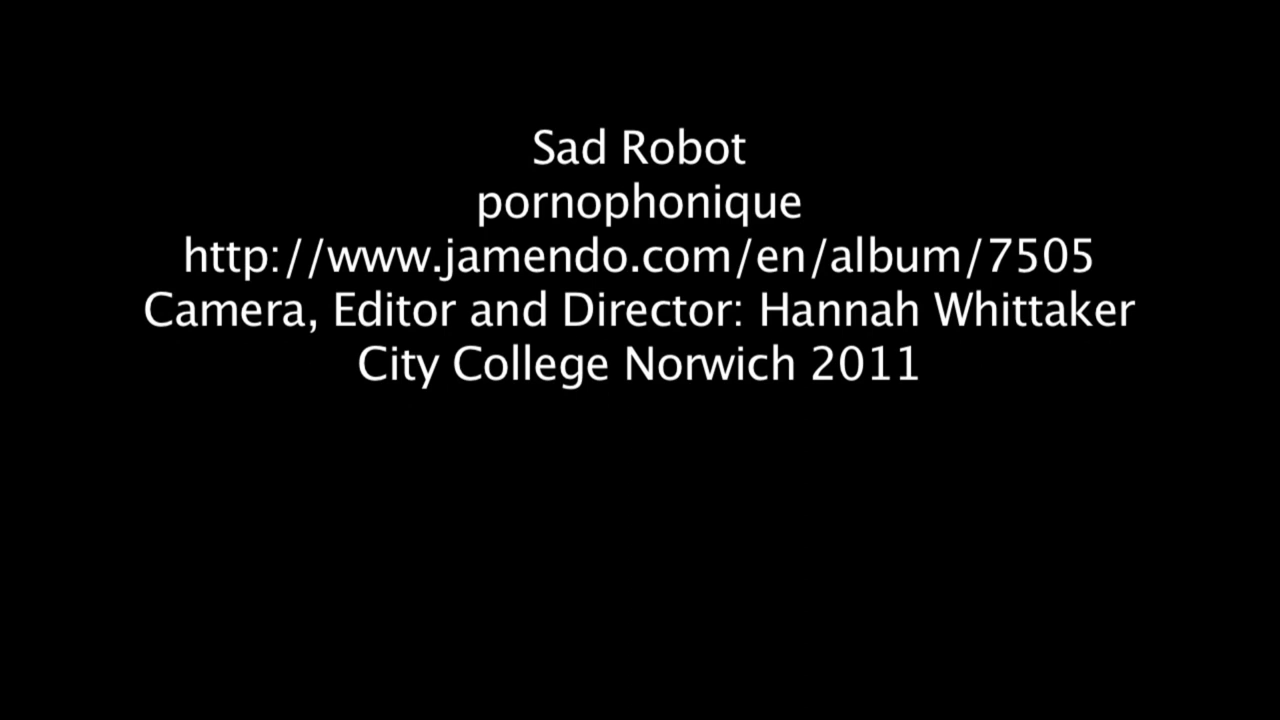 Sad Robot
pornophonique
http://www.jamendo.com/en/album/7505
Camera, Editor and Director: Hannah Whittaker
City College Norwich 2011